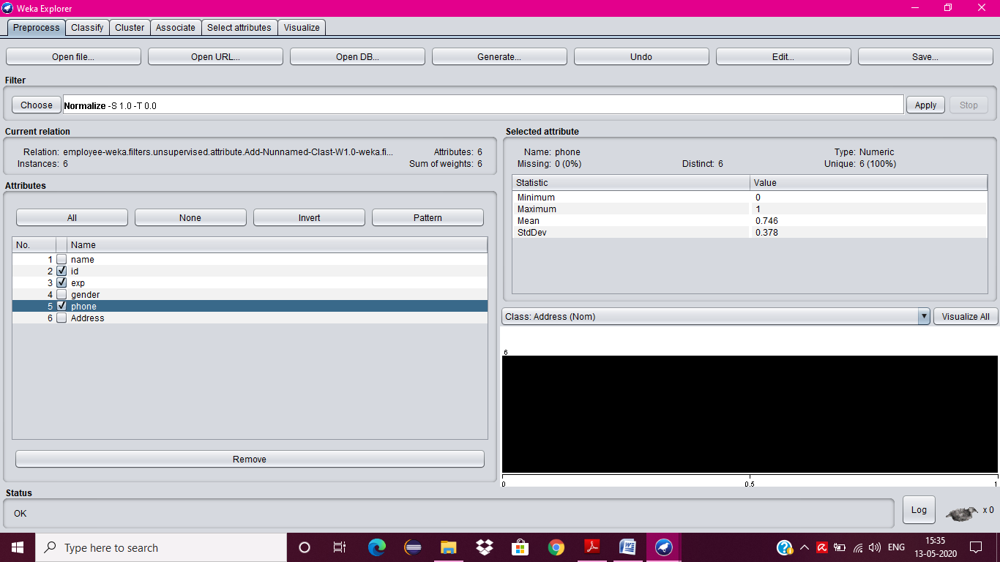 Weka Explorer
Preprocess Classify Cluster Associate Select attributes Visualize
Open file... Open URL... Open DB... Generate... Undo Edit... Save...
Filter
Choose Normalize -S 1.0 -T 0.0 Apply Stop
Current relation
Relation: employee-weka.filters.unsupervised.attribute.Add-Nunnamed-Clast-W1.0-weka.fi... Attributes: 6
Instances: 6 Sum of weights: 6
Attributes
All None Invert Pattern
No. Name
1 name
2 id
3 exp
4 gender
5 phone
6 Address
Remove
Selected attribute
Name: phone Type: Numeric
Missing: 0 (0%) Distinct: 6 Unique: 6 (100%)
Statistic Value
Minimum 0
Maximum 1
Mean 0.746
StdDev 0.378
Class: Address (Nom) Visualize All
6
0 0.5 1
Status
OK Log x 0
Type here to search ENG 15:35
13-05-2020